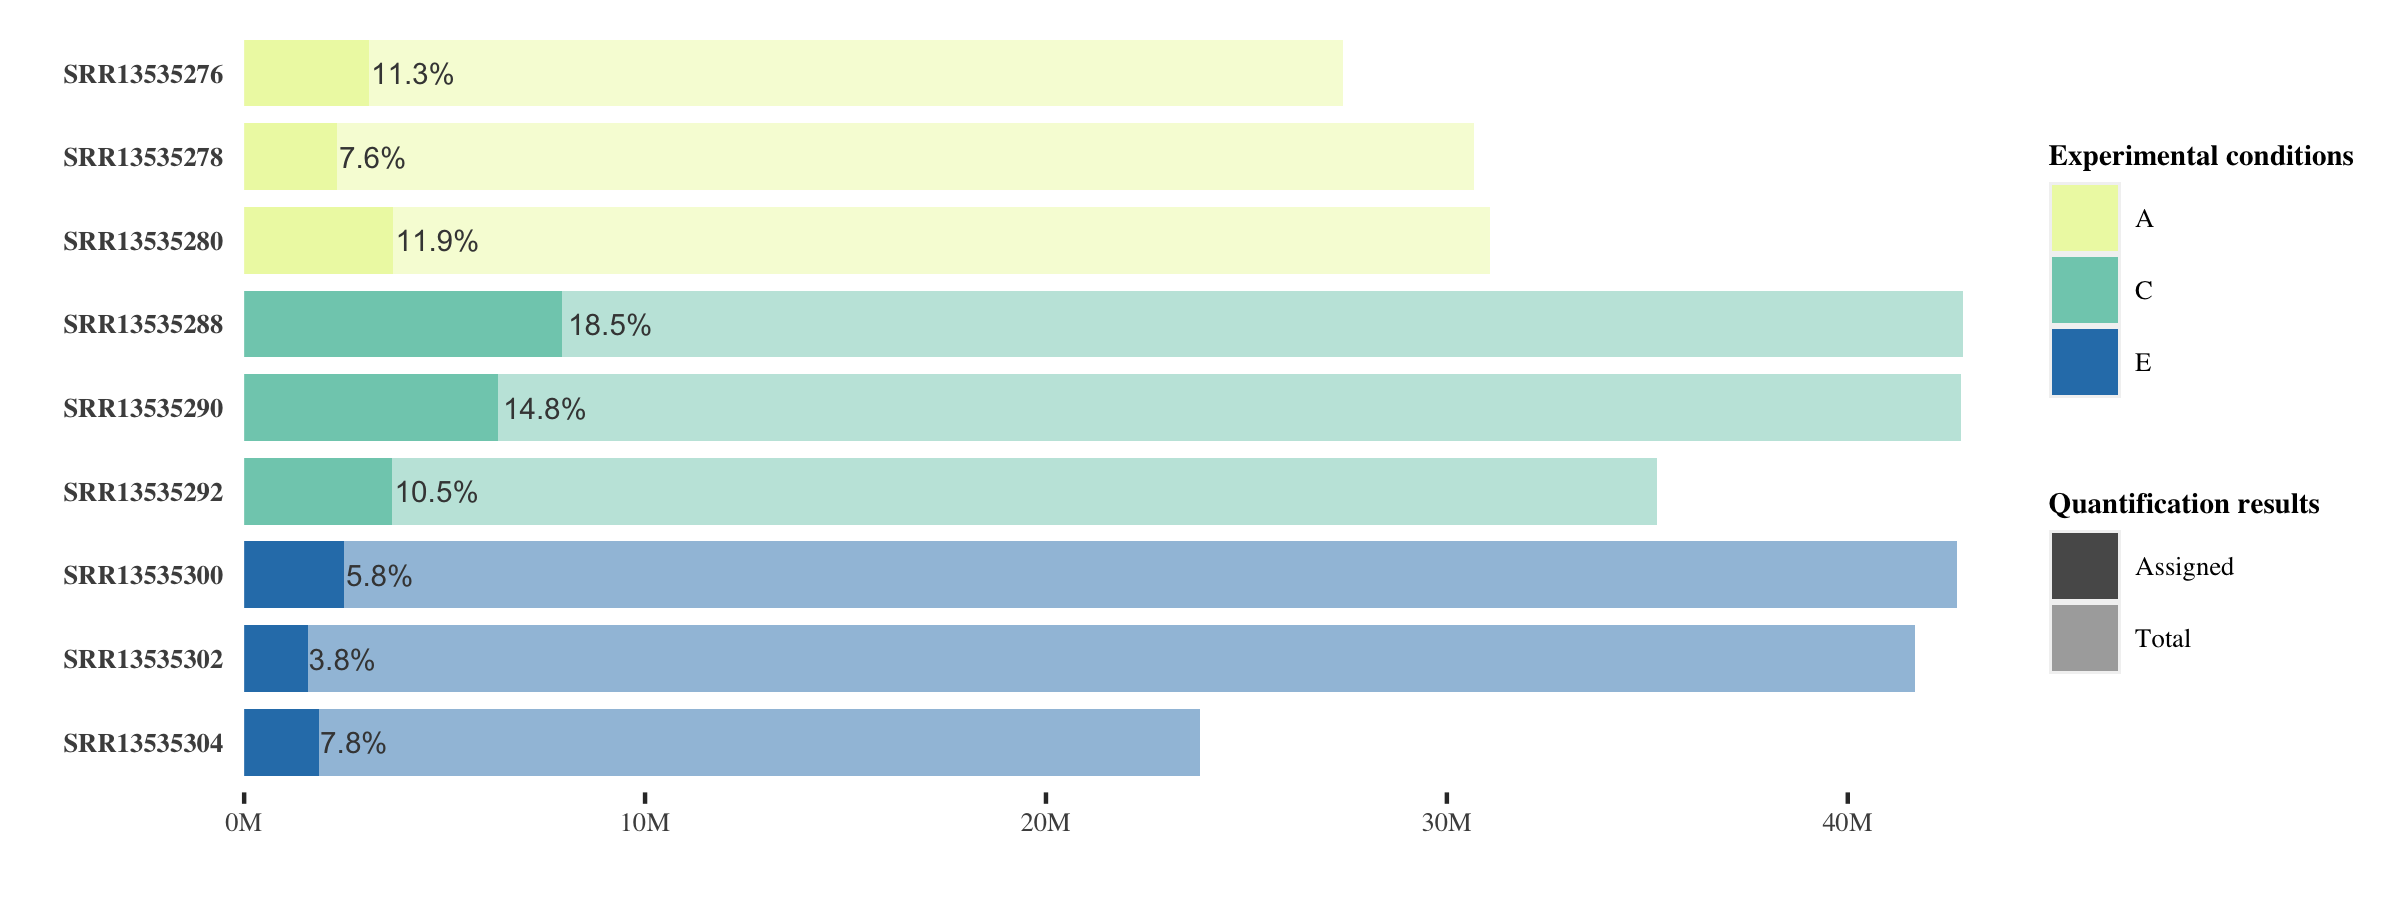 SRR13535276
11.3%
SRR13535278
7.6%
SRR13535280
11.9%
SRR13535288
18.5%
SRR13535290
14.8%
SRR13535292
10.5%
SRR13535300
5.8%
SRR13535302
3.8%
SRR13535304
7.8%
0M
10M
20M
30M
40M
Experimental conditions
A
C
E
Quantification results
Assigned
Total